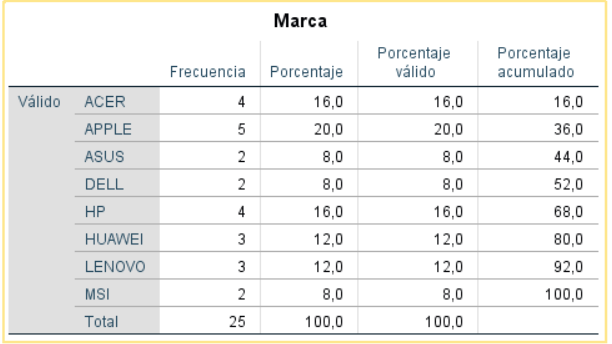 Marca
Frecuencia Porcentaje Porcentaje válido Porcentaje acumulado
Válido ACER 4 16,0 16,0 16,0
APPLE 5 20,0 20,0 36,0
ASUS 2 8,0 8,0 44,0
DELL 2 8,0 8,0 52,0
HP 4 16,0 16,0 68,0
HUAWEI 3 12,0 12,0 80,0
LENOVO 3 12,0 12,0 92,0
MSI 2 8,0 8,0 100,0
Total 25 100,0 100,0